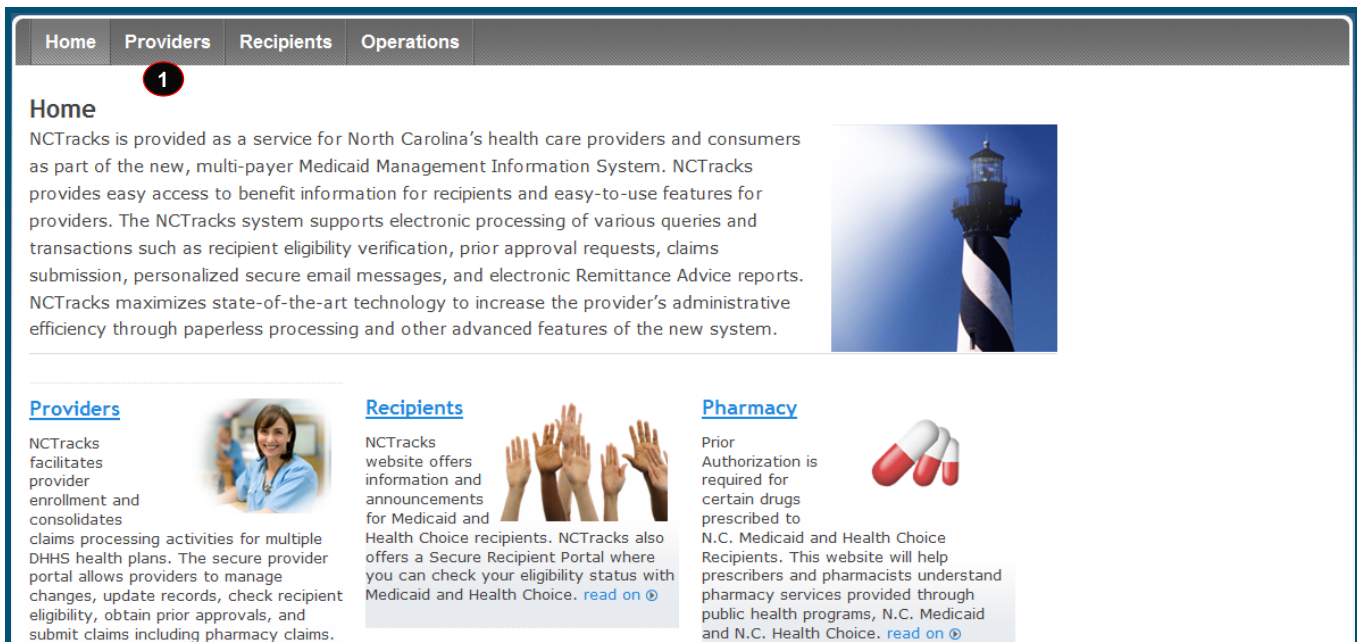 Home Providers Recipients Operations
1
Home
NCTracks is provided as a service for North Carolina’s health care providers and consumers
as part of the new, multi-payer Medicaid Management Information System. NCTracks
provides easy access to benefit information for recipients and easy-to-use features for
providers. The NCTracks system supports electronic processing of various queries and
transactions such as recipient eligibility verification, prior approval requests, claims
submission, personalized secure email messages, and electronic Remittance Advice reports.
NCTracks maximizes state-of-the-art technology to increase the provider’s administrative
efficiency through paperless processing and other advanced features of the new system.
Providers
NCTracks
facilitates
provider
enrollment and
consolidates
claims processing activities for multiple
DHHS health plans. The secure provider
portal allows providers to manage
changes, update records, check recipient
eligibility, obtain prior approvals, and
submit claims including pharmacy claims.
Recipients
NCTracks
website offers
information and
announcements
for Medicaid and
Health Choice recipients. NCTracks also
offers a Secure Recipient Portal where
you can check your eligibility status with
Medicaid and Health Choice. read on
Pharmacy
Prior
Authorization is
required for
certain drugs
prescribed to
N.C. Medicaid and Health Choice
Recipients. This website will help
prescribers and pharmacists understand
pharmacy services provided through
public health programs, N.C. Medicaid
and N.C. Health Choice. read on